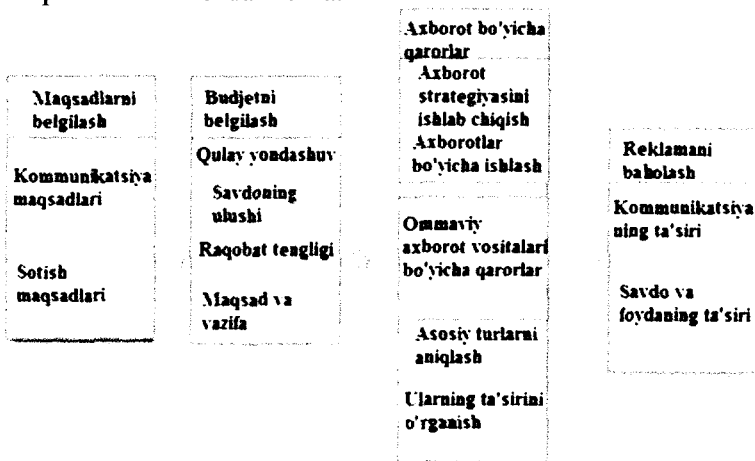 Maqsadlarni
belgilash
Kommunikatsiya
maqsadlari
Sotish
maqsadlari
Budjetni
belgilash
Qulay yondashuv
Savdoning
ulushi
Raqobat tengligi
Maqsad va
vazifa
Axborot bo'yicha
qarorlar
Axborot
strategiyasini
ishlab chiqish
Axborotlar
bo'yicha ishlash
Ommaviy
axborot vositalari
bo'yicha qarorlar
Asosiy turlarni
aniqlash
Ularning ta'sirini
o'rganish
Reklamani
baholash
Kommunikatsiya
ning ta'siri
Savdo va
foydaning ta'siri